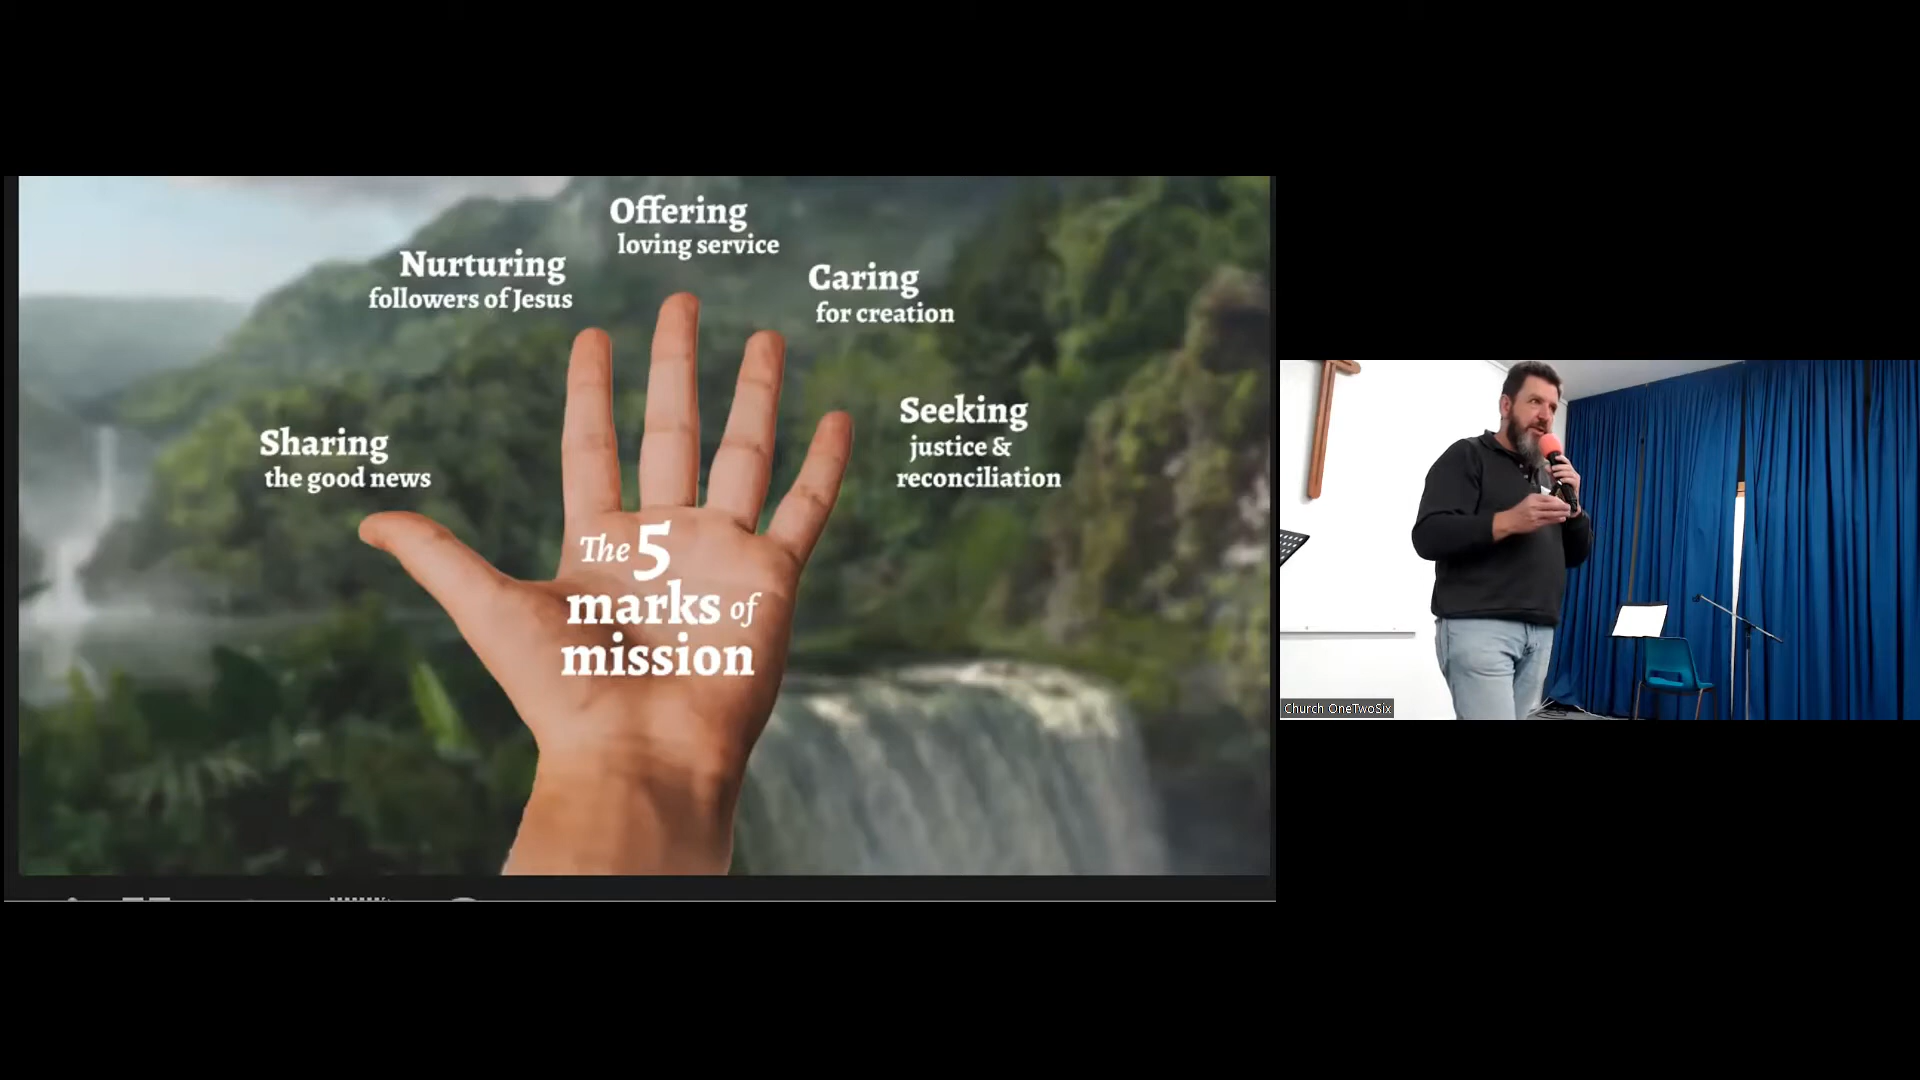 Offering
loving service
Nurturing
followers of Jesus
Caring
for creation
Sharing
the good news
Seeking
justice &
reconciliation
The 5
marks of
mission
Church OneTwoSix